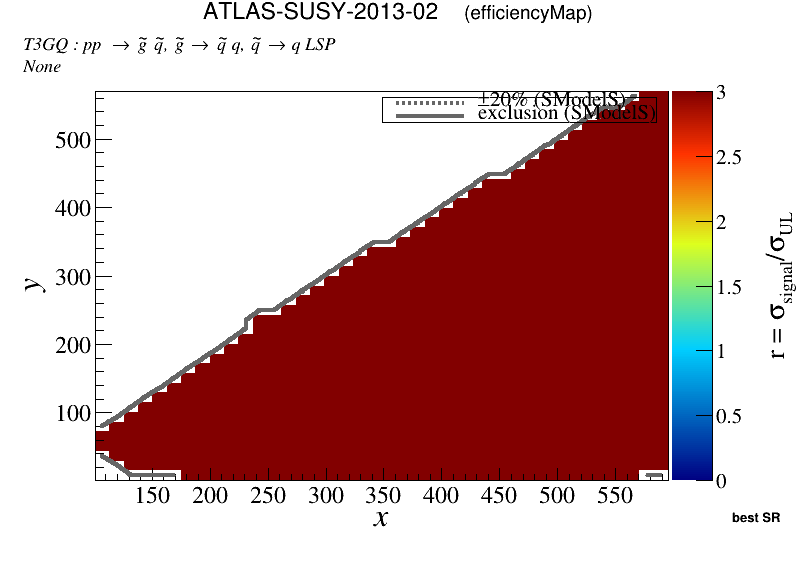 ATLAS-SUSY-2013-02 (efficiencyMap)
T3GQ : pp → g̃ q̃, g̃ → q̃ q, q̃ → q LSP
None
±20% (SModelS)
exclusion (SModelS)
500
400
300
200
100
y
150 200 250 300 350 400 450 500 550
x
3
2.5
2
1.5
1
0.5
0
r = σ_signal/σ_UL
best SR